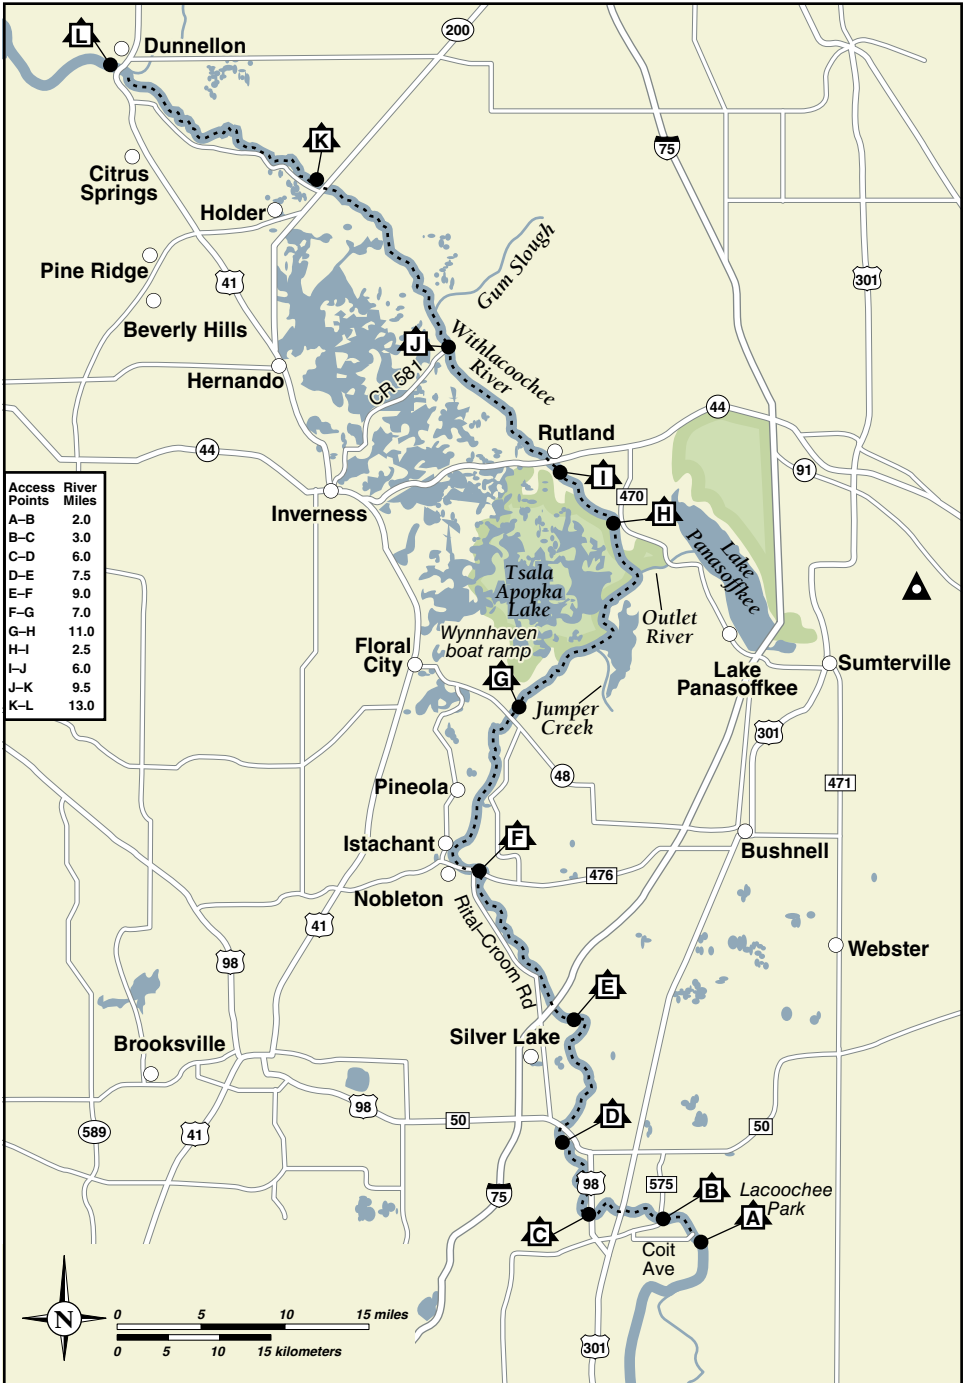 L
Dunnellon
200
K
75
Citrus
Springs
Holder
Gum Slough
Pine Ridge
41
301
Beverly Hills
J
Withlacoochee
River
Hernando
CR 581
44
Rutland
44
91
I
470
H
Inverness
Lake
Panasoffkee
Access Points
River Miles
A–B 2.0
B–C 3.0
C–D 6.0
D–E 7.5
E–F 9.0
F–G 7.0
G–H 11.0
H–I 2.5
I–J 6.0
J–K 9.5
K–L 13.0
Tsala
Apopka
Lake
Outlet
River
Wynnhaven
boat ramp
Floral
City
G
Lake
Panasoffkee
Sumterville
Jumper
Creek
301
48
471
Pineola
Istachant
F
Bushnell
476
Nobleton
Rital–Croom Rd
41
98
Webster
E
Silver Lake
Brooksville
98
50
D
50
589
41
98
575
B
Lacoochee
Park
A
75
C
Coit
Ave
N
0 5 10 15 miles
0 5 10 15 kilometers
301